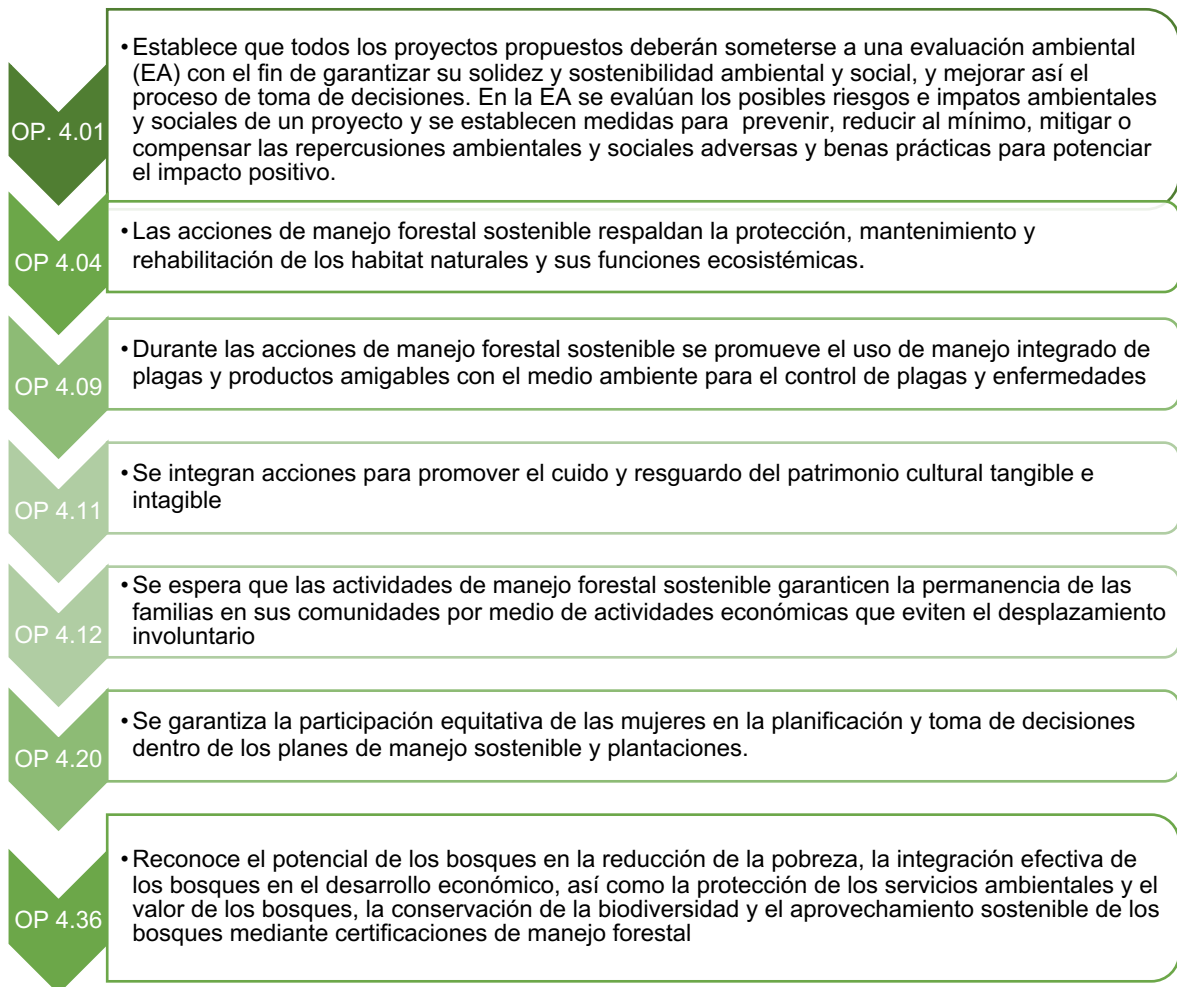 OP. 4.01
•Establece que todos los proyectos propuestos deberán someterse a una evaluación ambiental
(EA) con el fin de garantizar su solidez y sostenibilidad ambiental y social, y mejorar así el
proceso de toma de decisiones. En la EA se evalúan los posibles riesgos e impatos ambientales
y sociales de un proyecto y se establecen medidas para prevenir, reducir al mínimo, mitigar o
compensar las repercusiones ambientales y sociales adversas y benas prácticas para potenciar
el impacto positivo.
OP 4.04
•Las acciones de manejo forestal sostenible respaldan la protección, mantenimiento y
rehabilitación de los habitat naturales y sus funciones ecosistémicas.
OP 4.09
•Durante las acciones de manejo forestal sostenible se promueve el uso de manejo integrado de
plagas y productos amigables con el medio ambiente para el control de plagas y enfermedades
OP 4.11
•Se integran acciones para promover el cuido y resguardo del patrimonio cultural tangible e
intagible
OP 4.12
•Se espera que las actividades de manejo forestal sostenible garanticen la permanencia de las
familias en sus comunidades por medio de actividades económicas que eviten el desplazamiento
involuntario
OP 4.20
•Se garantiza la participación equitativa de las mujeres en la planificación y toma de decisiones
dentro de los planes de manejo sostenible y plantaciones.
OP 4.36
•Reconoce el potencial de los bosques en la reducción de la pobreza, la integración efectiva de
los bosques en el desarrollo económico, así como la protección de los servicios ambientales y el
valor de los bosques, la conservación de la biodiversidad y el aprovechamiento sostenible de los
bosques mediante certificaciones de manejo forestal